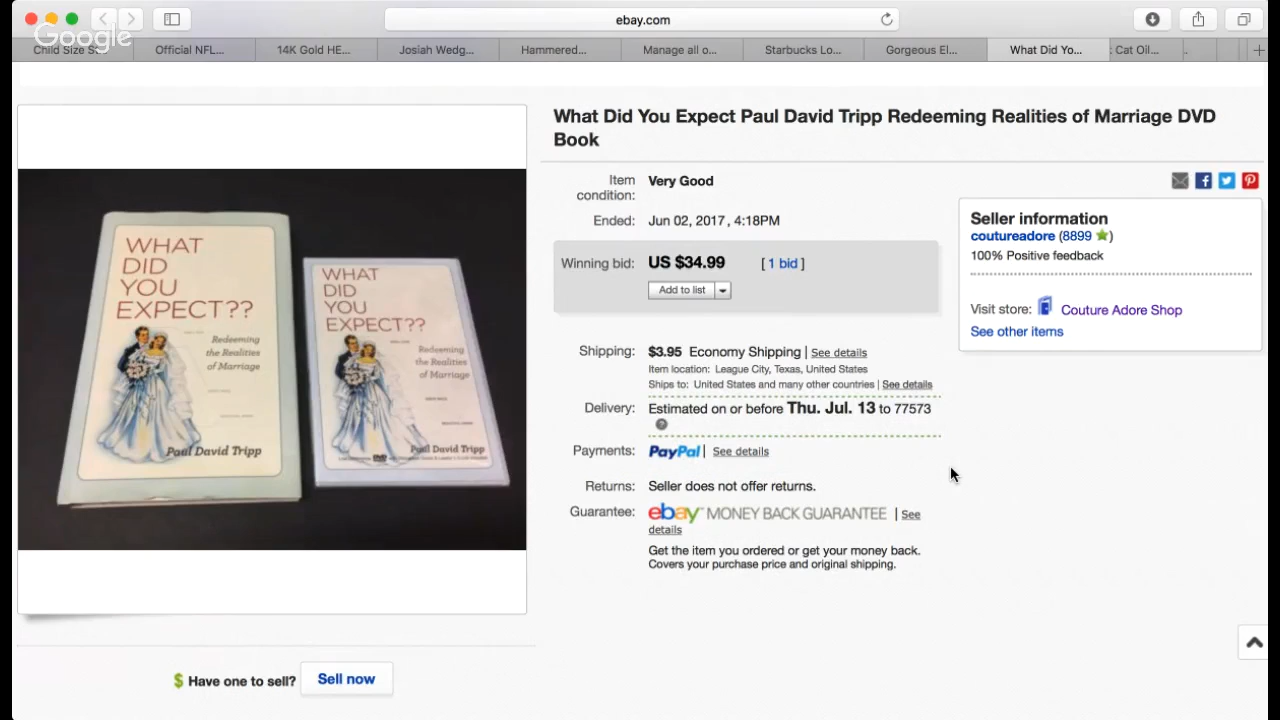 ebay.com
Google
Child Size S
Official NFL...
14K Gold HE...
Josiah Wedg...
Hammered...
Manage all o...
Starbucks Lo...
Gorgeous El...
What Did Yo...
Cat Oil...
What Did You Expect Paul David Tripp Redeeming Realities of Marriage DVD
Book
Item
condition:
Very Good
Ended: Jun 02, 2017 , 4:18PM
Winning bid: US $34.99 [ 1 bid ]
Add to list
Shipping: $3.95 Economy Shipping | See details
Item location: League City, Texas, United States
Ships to: United States and many other countries | See details
Delivery: Estimated on or before Thu. Jul. 13 to 77573
?
Payments: PayPal | See details
Returns: Seller does not offer returns.
Guarantee: ebay MONEY BACK GUARANTEE | See
details
Get the item you ordered or get your money back.
Covers your purchase price and original shipping.
Seller information
coutureadore (8899 )
100% Positive feedback
Visit store: Couture Adore Shop
See other items
WHAT
DID
YOU
EXPECT??
Redeeming
the Realities
of Marriage
Paul David Tripp
WHAT
DID
YOU
EXPECT??
Redeeming
the Realities
of Marriage
Paul David Tripp
DVD
$ Have one to sell? Sell now